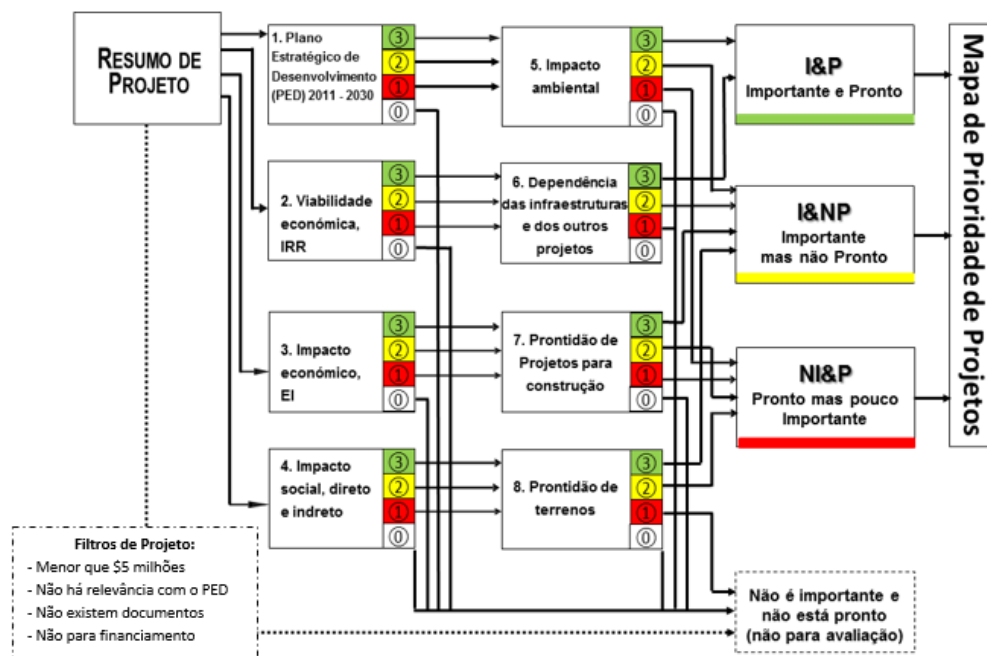 RESUMO DE
PROJETO
1. Plano
Estratégico de
Desenvolvimento
(PED) 2011 - 2030
3
2
1
0
2. Viabilidade
económica,
IRR
3
2
1
0
3. Impacto
económico,
EI
3
2
1
0
4. Impacto
social, direto
e indreto
3
2
1
0
5. Impacto
ambiental
3
2
1
0
6. Dependência
das infraestruturas
e dos outros
projetos
3
2
1
0
7. Prontidão de
Projetos para
construção
3
2
1
0
8. Prontidão de
terrenos
3
2
1
0
I&P
Importante e Pronto
I&NP
Importante
mas não Pronto
NI&P
Pronto mas pouco
Importante
Não é importante e
não está pronto
(não para avaliação)
Mapa de Prioridade de Projetos
Filtros de Projeto:
- Menor que $5 milhões
- Não há relevância com o PED
- Não existem documentos
- Não para financiamento